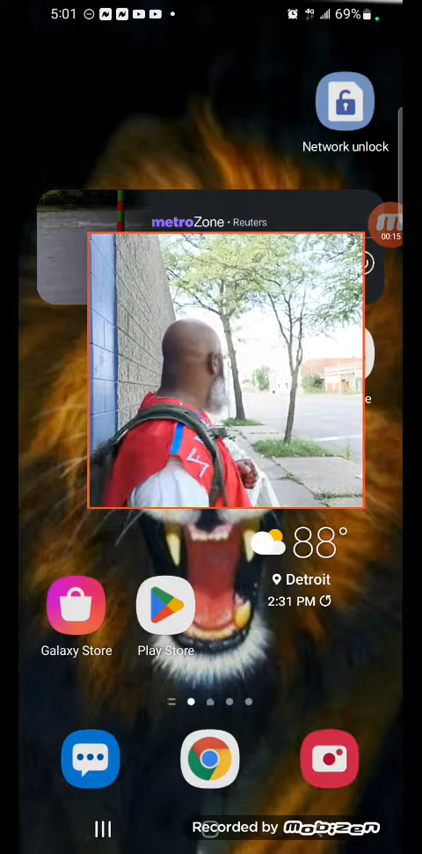 5:01
4G
69%
Network unlock
metroZone • Reuters
00:15
e
88°
Detroit
2:31 PM
Galaxy Store
Play Store
Recorded by MOBIZEN